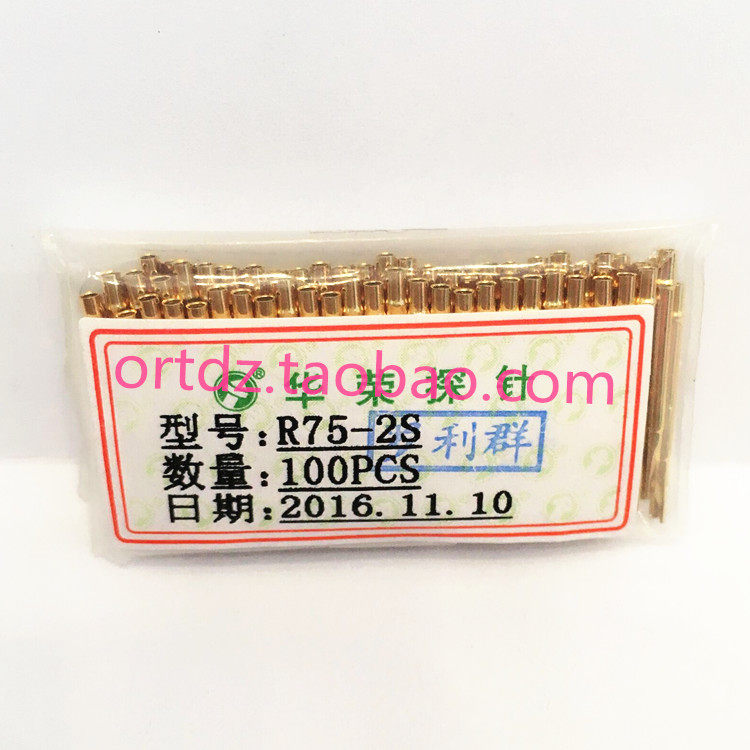 ortdz.taobao.com
® 华荣探针
型号:R75-2S
利群
数量:100PCS
日期:2016.11.10